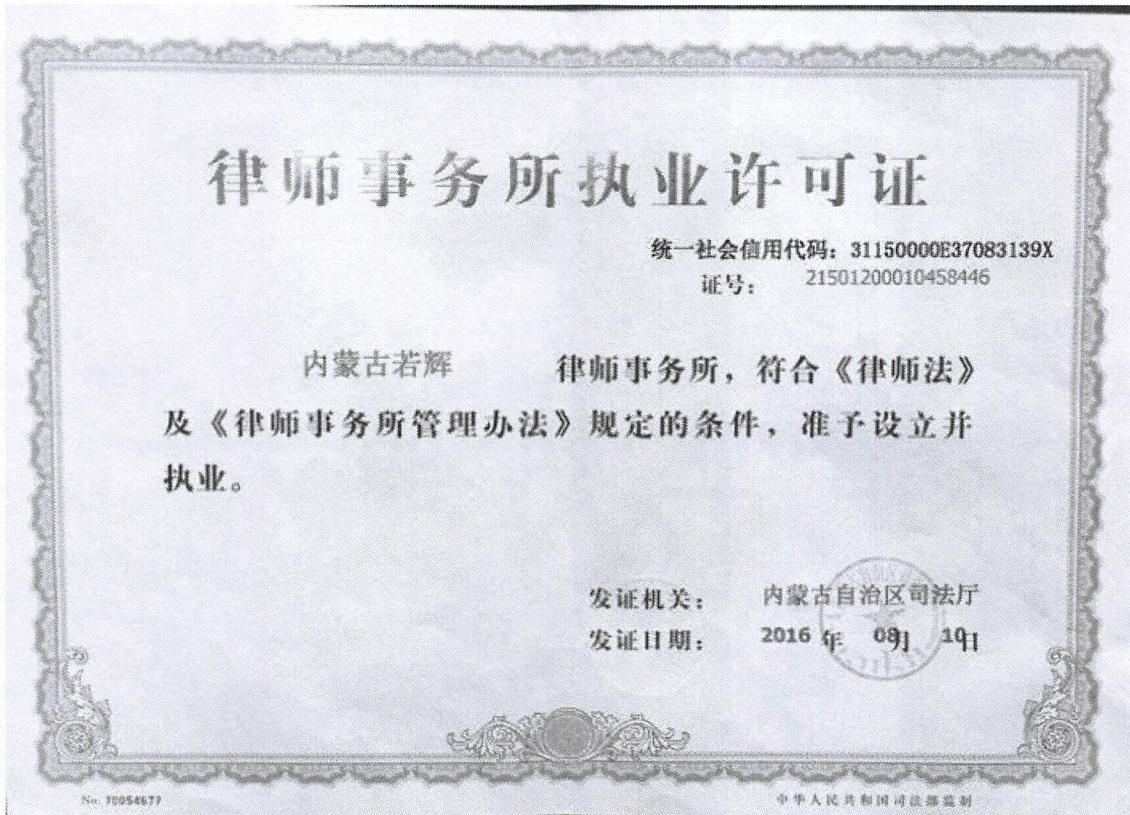 律师事务所执业许可证
统一社会信用代码：31150000E37083139X
证号：21501200010458446
内蒙古若辉 律师事务所，符合《律师法》
及《律师事务所管理办法》规定的条件，准予设立并
执业。
发证机关：内蒙古自治区司法厅
发证日期：2016 年 08月 10日
No. 70054677
中华人民共和国司法部监制